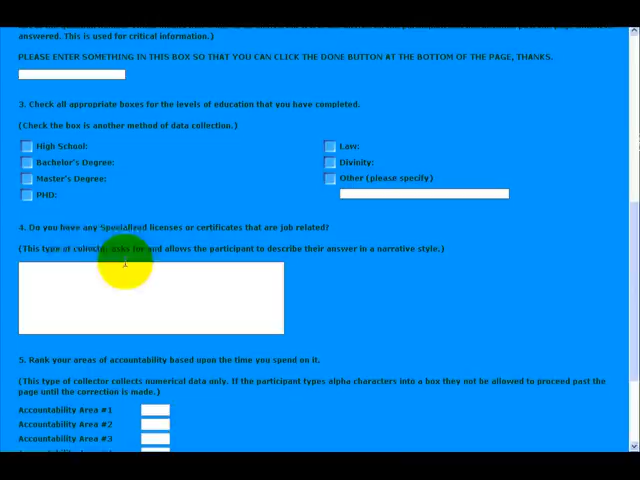 answered. This is used for critical information.)
PLEASE ENTER SOMETHING IN THIS BOX SO THAT YOU CAN CLICK THE DONE BUTTON AT THE BOTTOM OF THE PAGE, THANKS.
3. Check all appropriate boxes for the levels of education that you have completed.
(Check the box is another method of data collection.)
High School:
Law:
Bachelor's Degree:
Divinity:
Master's Degree:
Other (please specify)
PHD:
4. Do you have any Specialized licenses or certificates that are job related?
(This type of collector asks for and allows the participant to describe their answer in a narrative style.)
5. Rank your areas of accountability based upon the time you spend on it.
(This type of collector collects numerical data only. If the participant types alpha characters into a box they not be allowed to proceed past the
page until the correction is made.)
Accountability Area #1
Accountability Area #2
Accountability Area #3